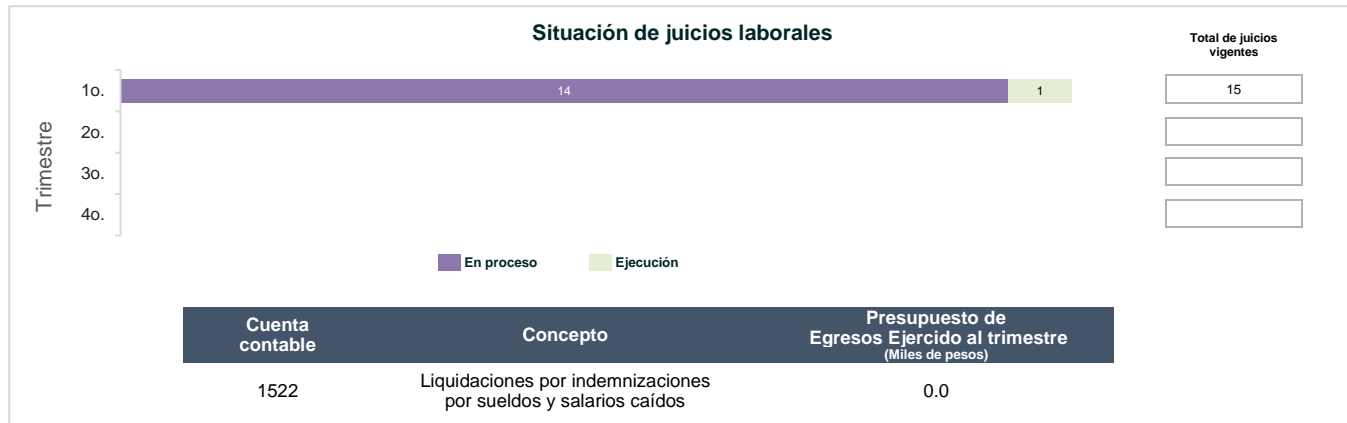 Situación de juicios laborales
Total de juicios
vigentes
Trimestre
1o.
14
1
15
2o.
3o.
4o.
En proceso
Ejecución
Cuenta
contable
Concepto
Presupuesto de
Egresos Ejercido al trimestre
(Miles de pesos)
1522
Liquidaciones por indemnizaciones
por sueldos y salarios caídos
0.0